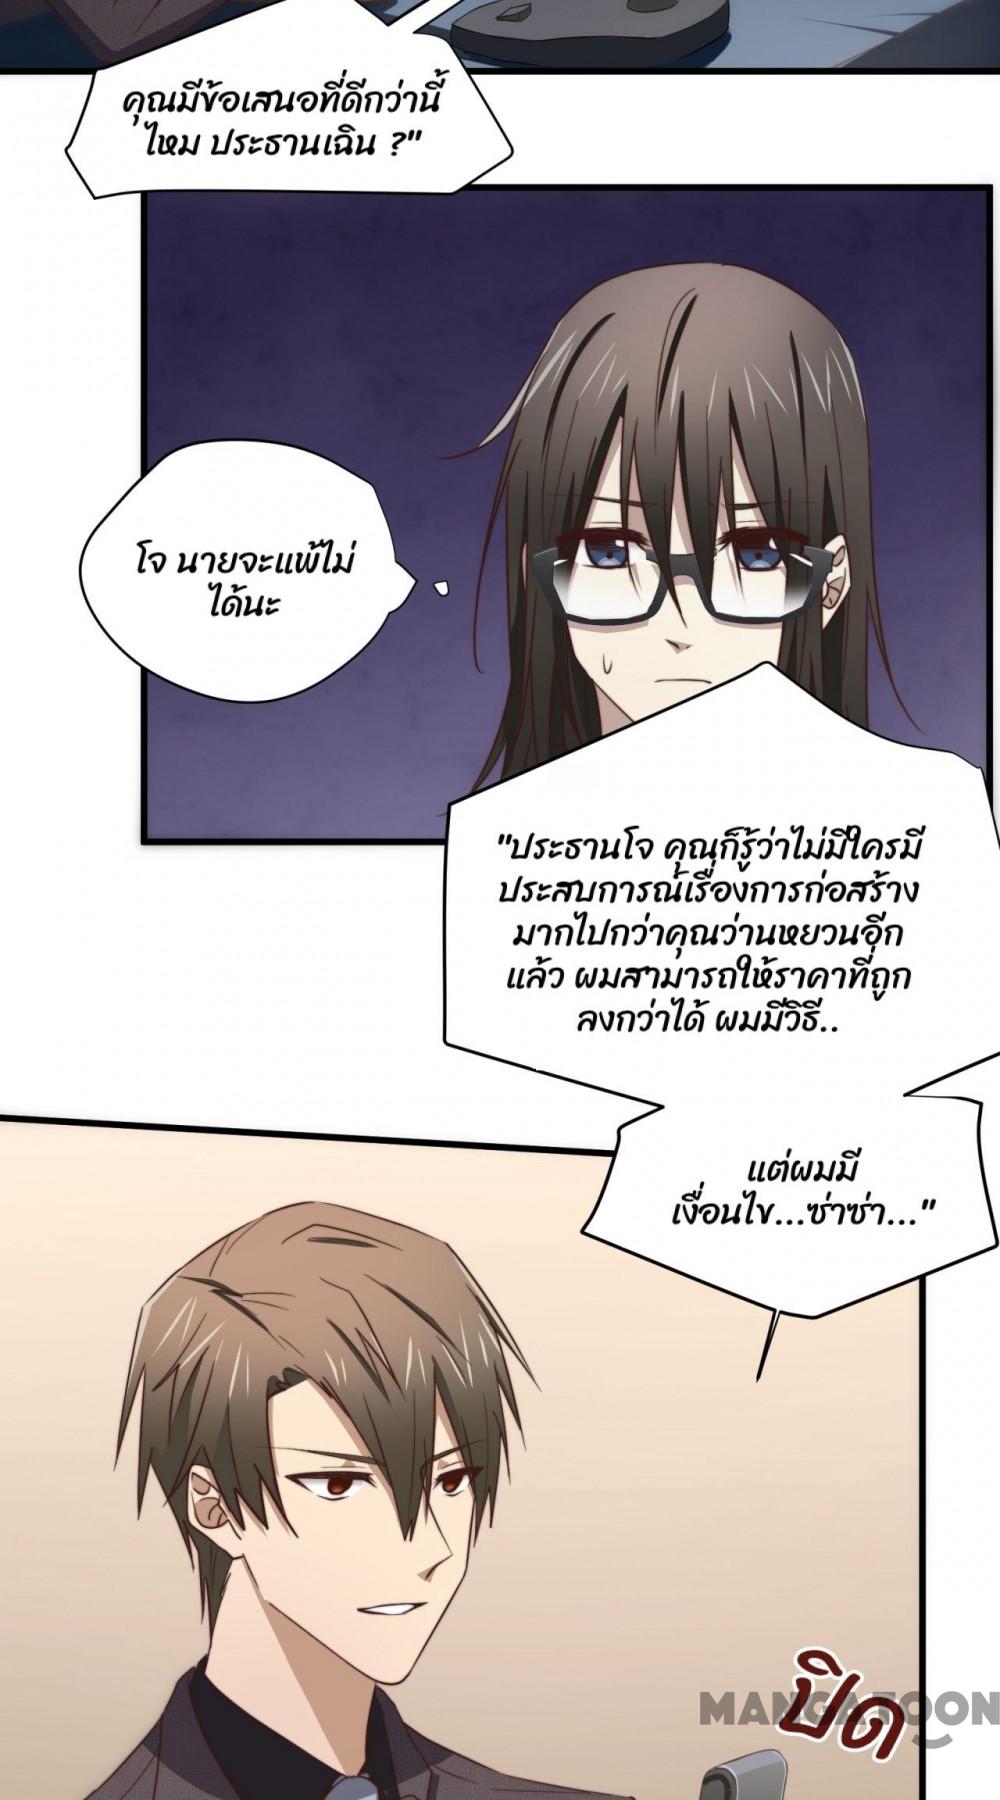 คุณมีข้อเสนอที่ดีกว่านี้
ไหม ประธานเฉิน ?"
โจ นายจะแพ้ไม่
ได้นะ
"ประธานโจ คุณก็รู้ว่าไม่มีใครมี
ประสบการณ์เรื่องการก่อสร้าง
มากไปกว่าคุณว่านหยวนอีก
แล้ว ผมสามารถให้ราคาที่ถูก
ลงกว่าได้ ผมมีวิธี..
แต่ผมมี
เงื่อนไข...ซ่าซ่า..."
ปิด
MANGATOON